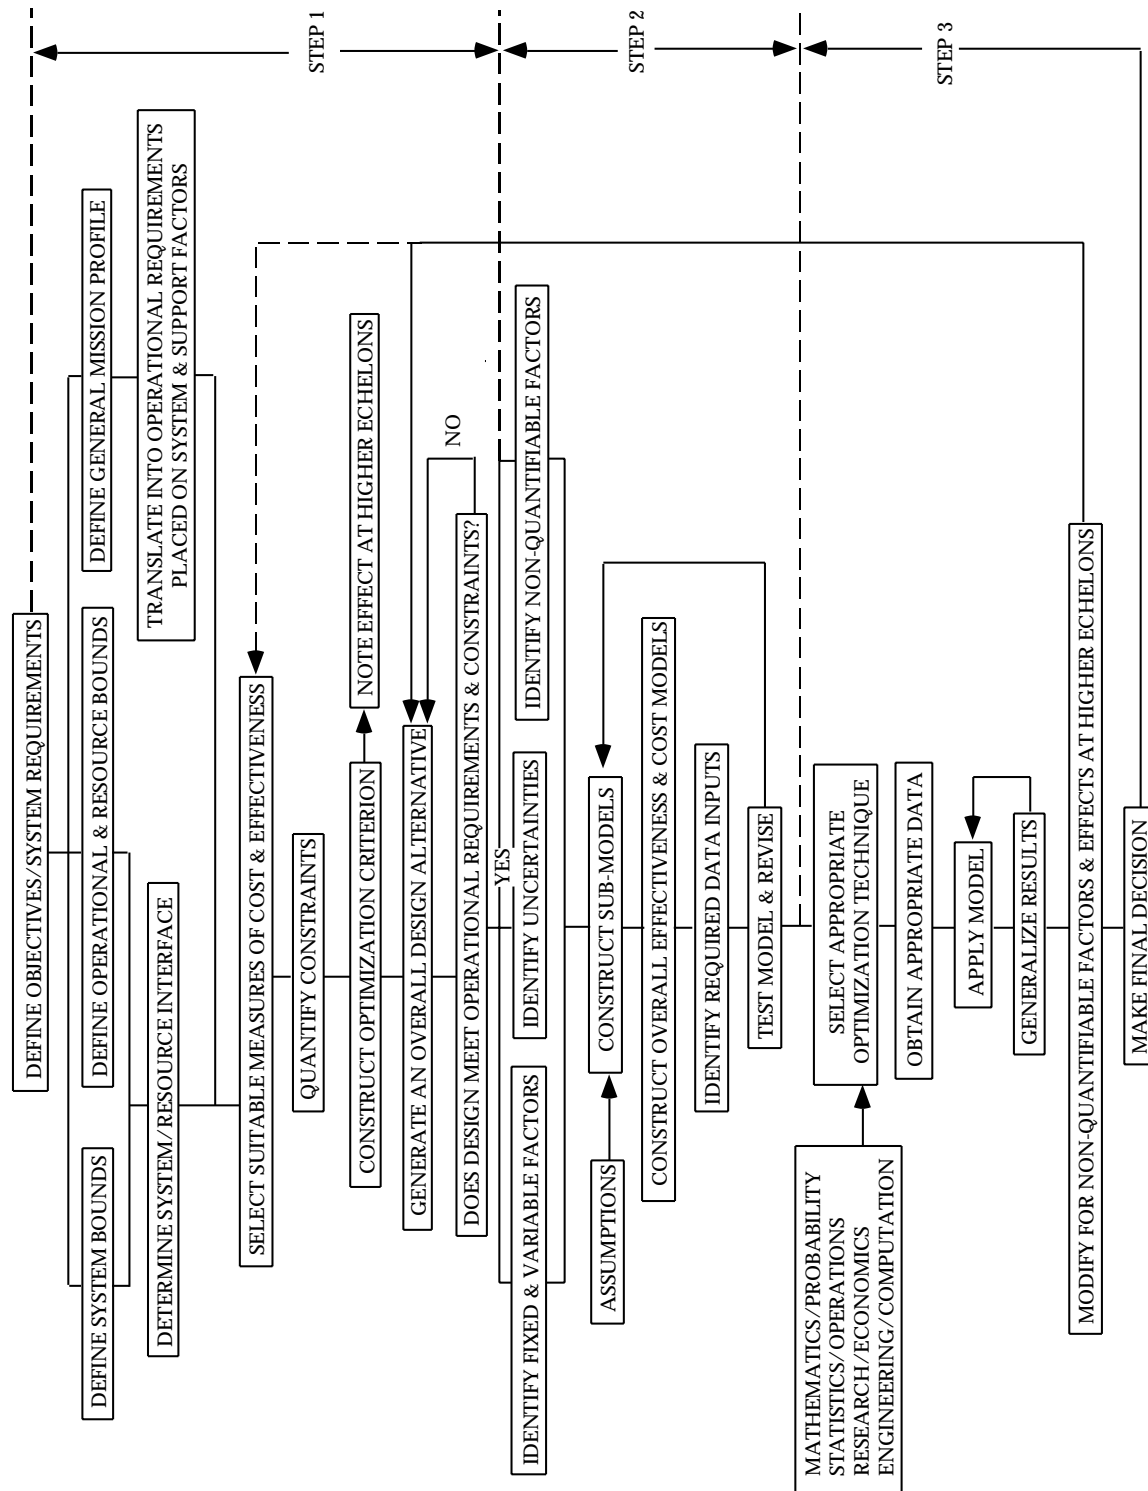 DEFINE OBJECTIVES/SYSTEM REQUIREMENTS
STEP 1
DEFINE SYSTEM BOUNDS
DEFINE OPERATIONAL & RESOURCE BOUNDS
DEFINE GENERAL MISSION PROFILE
DETERMINE SYSTEM/RESOURCE INTERFACE
TRANSLATE INTO OPERATIONAL REQUIREMENTS
PLACED ON SYSTEM & SUPPORT FACTORS
SELECT SUITABLE MEASURES OF COST & EFFECTIVENESS
QUANTIFY CONSTRAINTS
CONSTRUCT OPTIMIZATION CRITERION
NOTE EFFECT AT HIGHER ECHELONS
GENERATE AN OVERALL DESIGN ALTERNATIVE
NO
DOES DESIGN MEET OPERATIONAL REQUIREMENTS & CONSTRAINTS?
YES
STEP 2
IDENTIFY FIXED & VARIABLE FACTORS
IDENTIFY UNCERTAINTIES
IDENTIFY NON-QUANTIFIABLE FACTORS
ASSUMPTIONS
CONSTRUCT SUB-MODELS
CONSTRUCT OVERALL EFFECTIVENESS & COST MODELS
IDENTIFY REQUIRED DATA INPUTS
TEST MODEL & REVISE
STEP 3
MATHEMATICS/PROBABILITY
STATISTICS/OPERATIONS
RESEARCH/ECONOMICS
ENGINEERING/COMPUTATION
SELECT APPROPRIATE
OPTIMIZATION TECHNIQUE
OBTAIN APPROPRIATE DATA
APPLY MODEL
GENERALIZE RESULTS
MODIFY FOR NON-QUANTIFIABLE FACTORS & EFFECTS AT HIGHER ECHELONS
MAKE FINAL DECISION